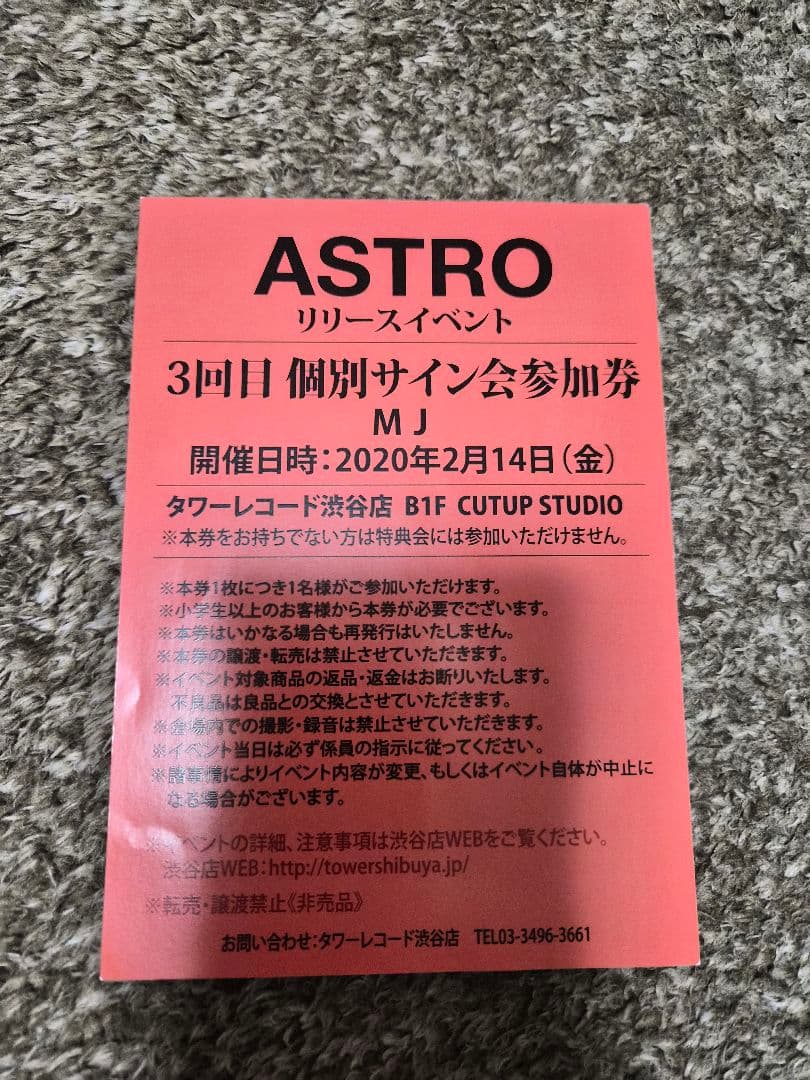 ASTRO
リリースイベント
3回目 個別サイン会参加券
MJ
開催日時：2020年2月14日（金）
タワーレコード渋谷店 B1F CUTUP STUDIO
※本券をお持ちでない方は特典会には参加いただけません。
※本券1枚につき1名様がご参加いただけます。
※小学生以上のお客様から本券が必要でございます。
※本券はいかなる場合も再発行はいたしません。
※本券の譲渡・転売は禁止させていただきます。
※イベント対象商品の返品・返金はお断りいたします。
不良品は良品との交換とさせていただきます。
※会場内での撮影・録音は禁止させていただきます。
※イベント当日は必ず係員の指示に従ってください。
※諸事情によりイベント内容が変更、もしくはイベント自体が中止に
なる場合がございます。
※イベントの詳細、注意事項は渋谷店WEBをご覧ください。
渋谷店WEB：http://towershibuya.jp/
※転売・譲渡禁止《非売品》
お問い合わせ：タワーレコード渋谷店 TEL03-3496-3661